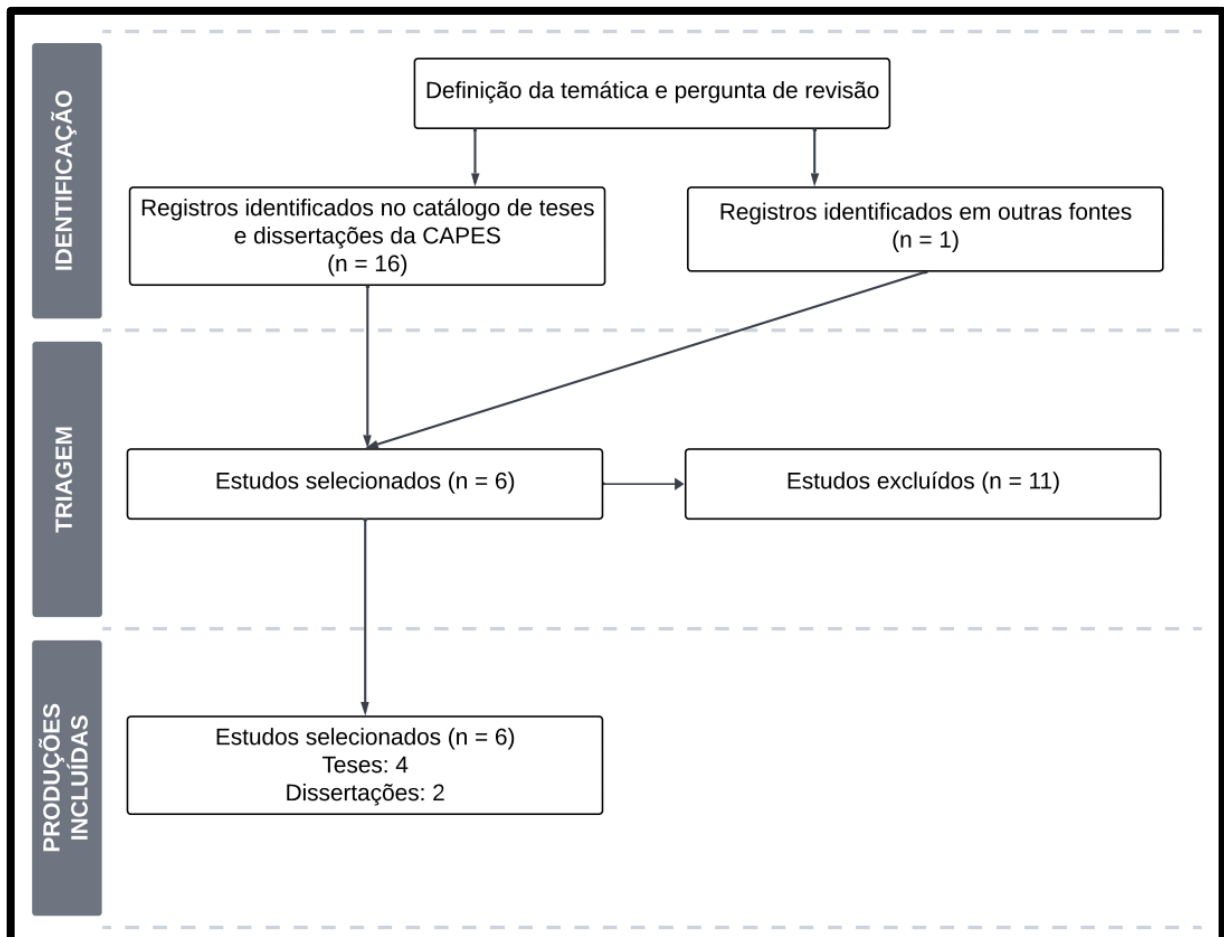 IDENTIFICAÇÃO
Definição da temática e pergunta de revisão
Registros identificados no catálogo de teses
e dissertações da CAPES
(n = 16)
Registros identificados em outras fontes
(n = 1)
TRIAGEM
Estudos selecionados (n = 6)
Estudos excluídos (n = 11)
PRODUÇÕES
INCLUÍDAS
Estudos selecionados (n = 6)
Teses: 4
Dissertações: 2